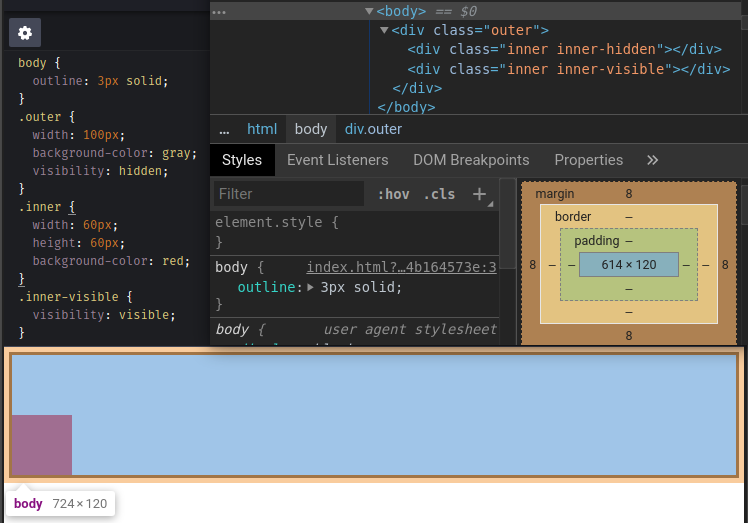 body {
outline: 3px solid;
}
.outer {
width: 100px;
background-color: gray;
visibility: hidden;
}
.inner {
width: 60px;
height: 60px;
background-color: red;
}
.inner-visible {
visibility: visible;
}
… ▼<body> == $0
▼<div class="outer">
<div class="inner inner-hidden"></div>
<div class="inner inner-visible"></div>
</div>
</body>
… html body div.outer
Styles Event Listeners DOM Breakpoints Properties »
Filter :hov .cls +
element.style {
}
body { index.html?…4b164573e:3
outline:▶ 3px solid;
}
body { user agent stylesheet
margin 8
border –
padding –
8 – – 614 × 120 – – 8
–
–
8
body 724 × 120